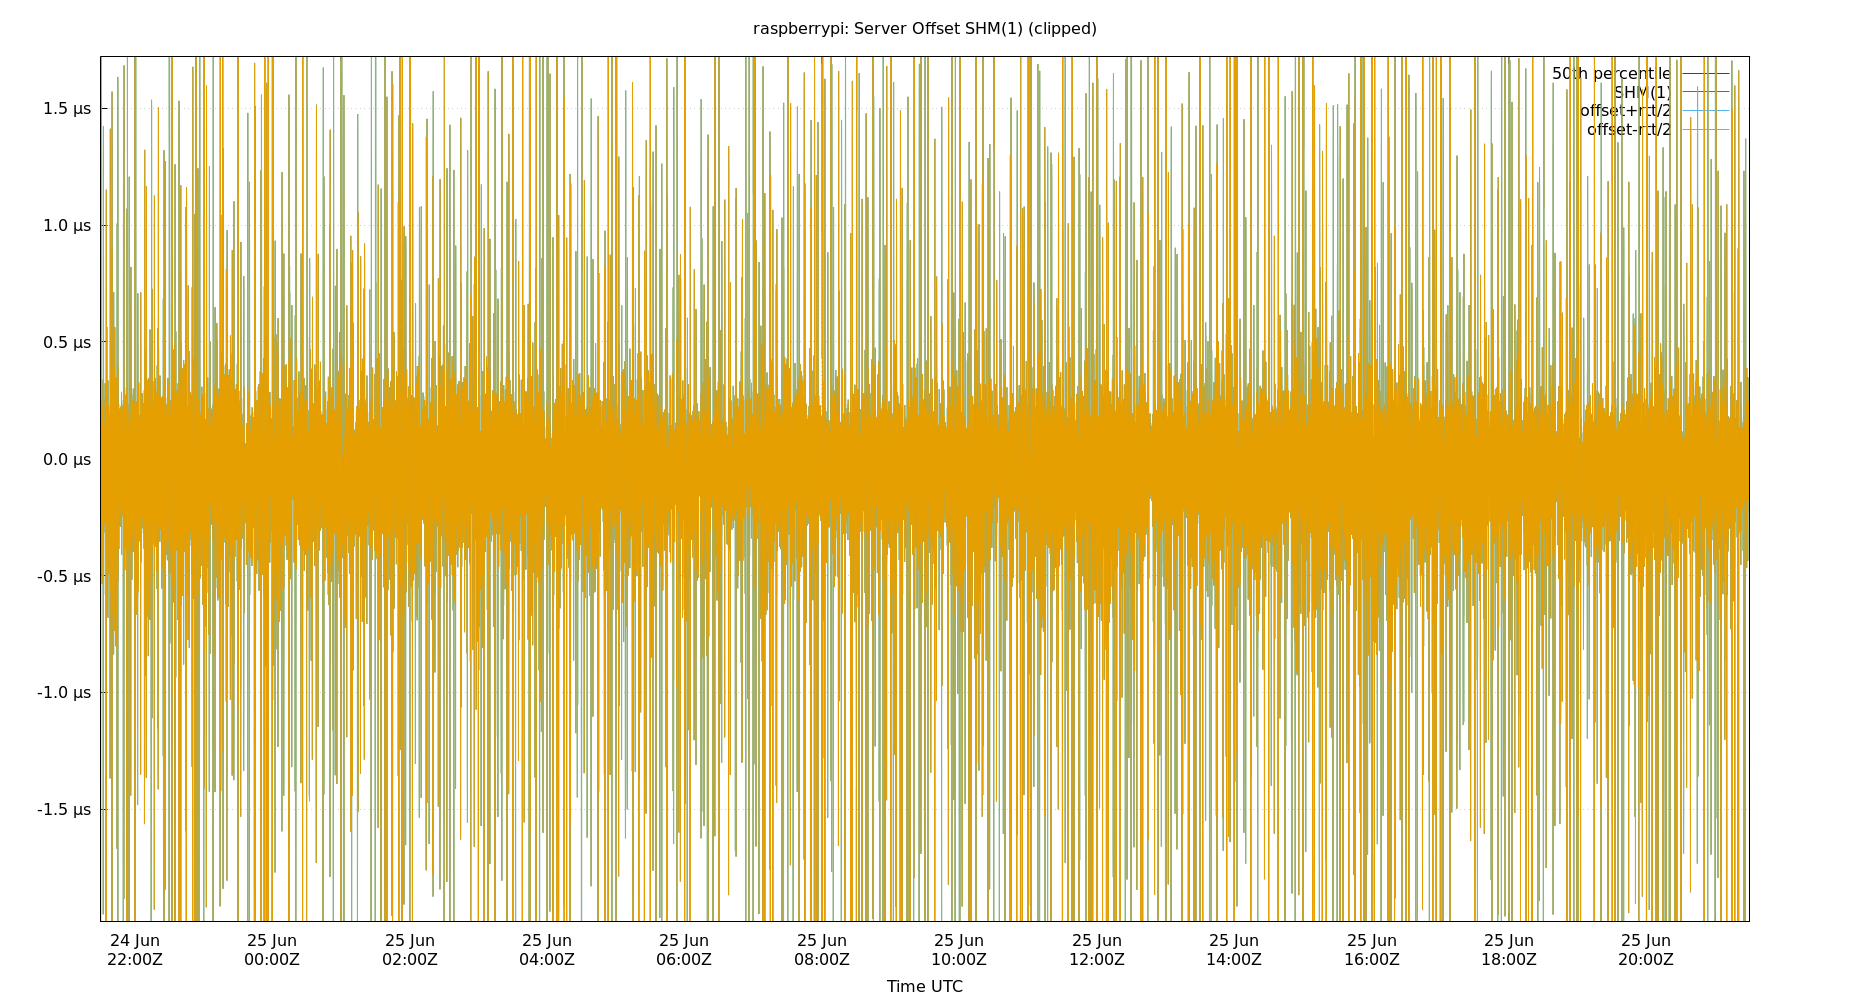 raspberrypi: Server Offset SHM(1) (clipped)
50th percentile
SHM(1)
offset+rtt/2
offset-rtt/2
1.5 µs
1.0 µs
0.5 µs
0.0 µs
-0.5 µs
-1.0 µs
-1.5 µs
24 Jun 25 Jun 25 Jun 25 Jun 25 Jun 25 Jun 25 Jun 25 Jun 25 Jun 25 Jun 25 Jun 25 Jun
22:00Z 00:00Z 02:00Z 04:00Z 06:00Z 08:00Z 10:00Z 12:00Z 14:00Z 16:00Z 18:00Z 20:00Z
Time UTC